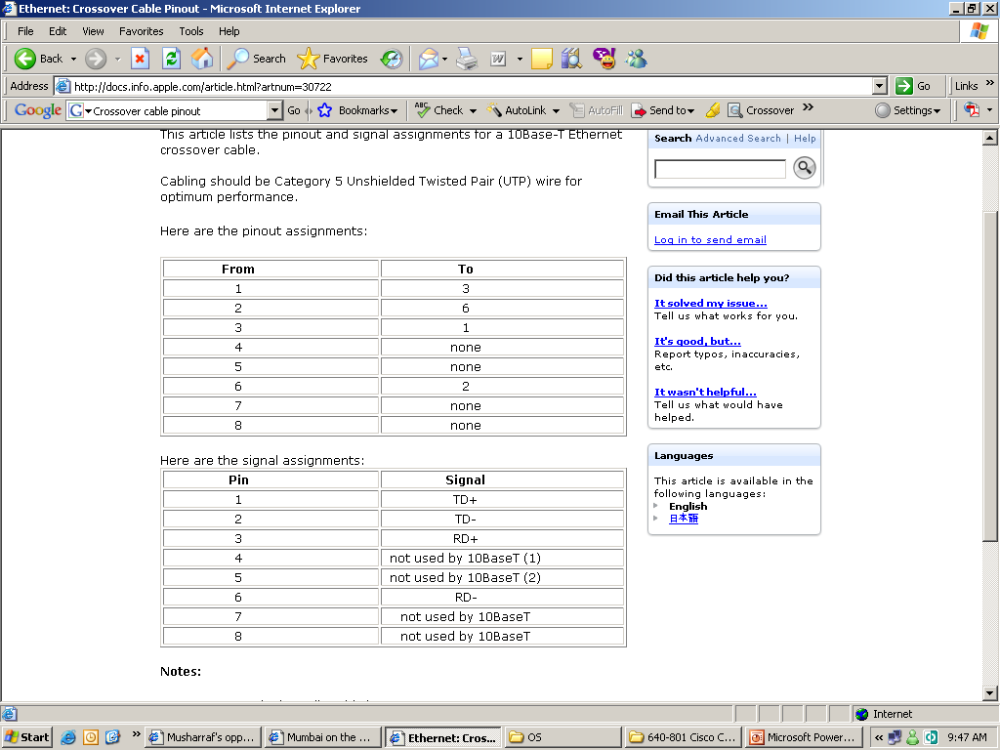 Ethernet: Crossover Cable Pinout - Microsoft Internet Explorer
File Edit View Favorites Tools Help
Back Search Favorites W
Address http://docs.info.apple.com/article.html?artnum=30722 Go Links »
Google G Crossover cable pinout Go Bookmarks ABC Check AutoLink AutoFill Send to Crossover » Settings
This article lists the pinout and signal assignments for a 10Base-T Ethernet
crossover cable.
Cabling should be Category 5 Unshielded Twisted Pair (UTP) wire for
optimum performance.
Here are the pinout assignments:
From To
1 3
2 6
3 1
4 none
5 none
6 2
7 none
8 none
Here are the signal assignments:
Pin Signal
1 TD+
2 TD-
3 RD+
4 not used by 10BaseT (1)
5 not used by 10BaseT (2)
6 RD-
7 not used by 10BaseT
8 not used by 10BaseT
Notes:
Search Advanced Search | Help
Email This Article
Log in to send email
Did this article help you?
It solved my issue...
Tell us what works for you.
It's good, but...
Report typos, inaccuracies,
etc.
It wasn't helpful...
Tell us what would have
helped.
Languages
This article is available in the
following languages:
English
日本語
Internet
Start » Musharraf's opp... Mumbai on the ... Ethernet: Cros... OS 640-801 Cisco C... Microsoft Power... « 9:47 AM